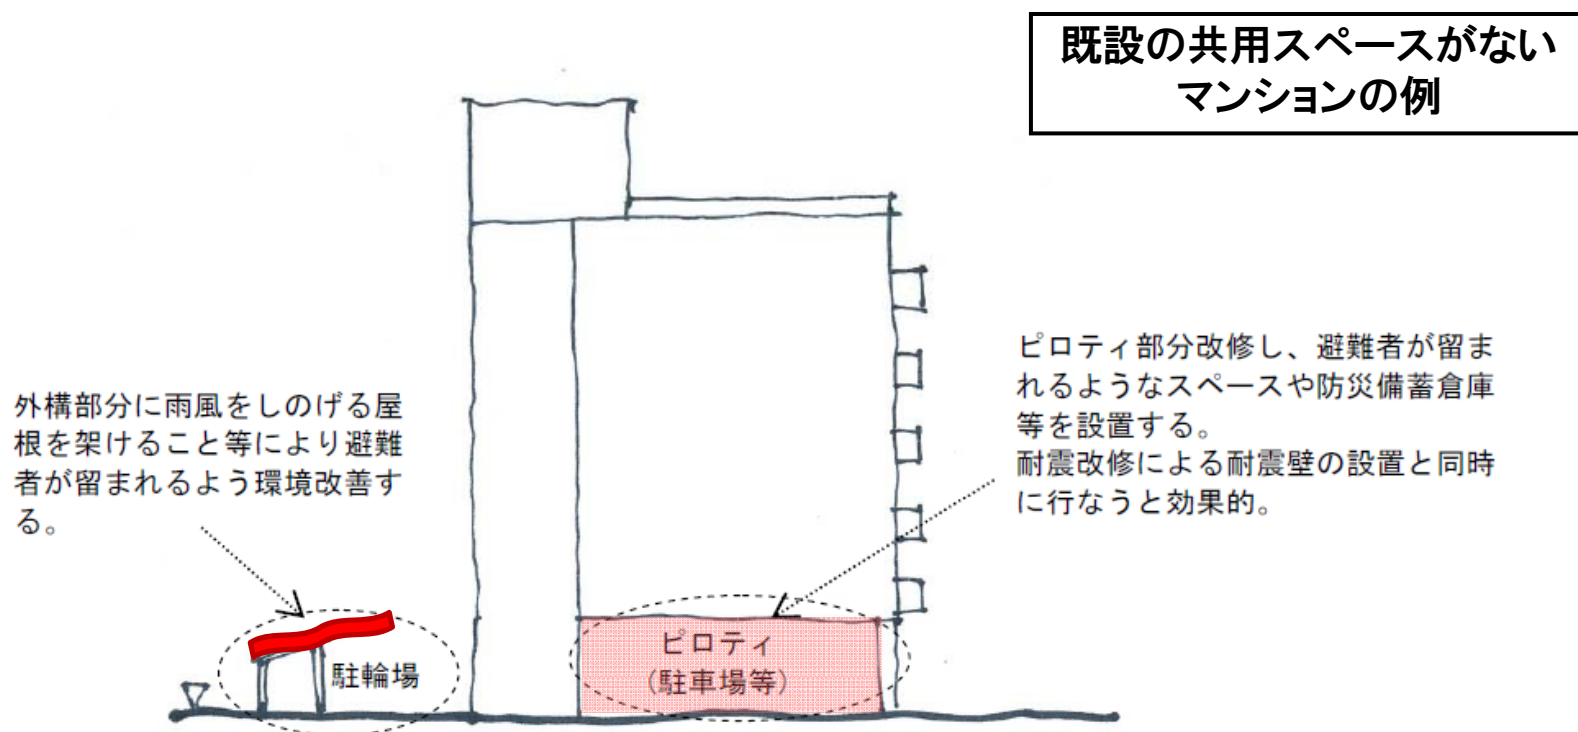 既設の共用スペースがない
マンションの例
外構部分に雨風をしのげる屋
根を架けること等により避難
者が留まれるよう環境改善す
る。
ピロティ部分改修し、避難者が留ま
れるようなスペースや防災備蓄倉庫
等を設置する。
耐震改修による耐震壁の設置と同時
に行なうと効果的。
駐輪場
ピロティ
(駐車場等)